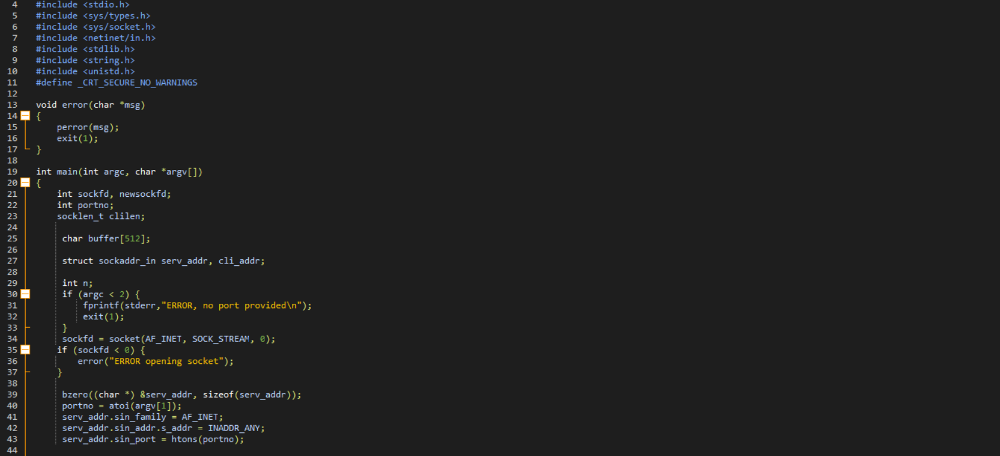 4 #include <stdio.h>
5 #include <sys/types.h>
6 #include <sys/socket.h>
7 #include <netinet/in.h>
8 #include <stdlib.h>
9 #include <string.h>
10 #include <unistd.h>
11 #define _CRT_SECURE_NO_WARNINGS
12
13 void error(char *msg)
14 {
15     perror(msg);
16     exit(1);
17 }
18
19 int main(int argc, char *argv[])
20 {
21     int sockfd, newsockfd;
22     int portno;
23     socklen_t clilen;
24
25      char buffer[512];
26
27      struct sockaddr_in serv_addr, cli_addr;
28
29      int n;
30      if (argc < 2) {
31          fprintf(stderr,"ERROR, no port provided\n");
32          exit(1);
33      }
34      sockfd = socket(AF_INET, SOCK_STREAM, 0);
35     if (sockfd < 0) {
36         error("ERROR opening socket");
37     }
38
39      bzero((char *) &serv_addr, sizeof(serv_addr));
40      portno = atoi(argv[1]);
41      serv_addr.sin_family = AF_INET;
42      serv_addr.sin_addr.s_addr = INADDR_ANY;
43      serv_addr.sin_port = htons(portno);
44